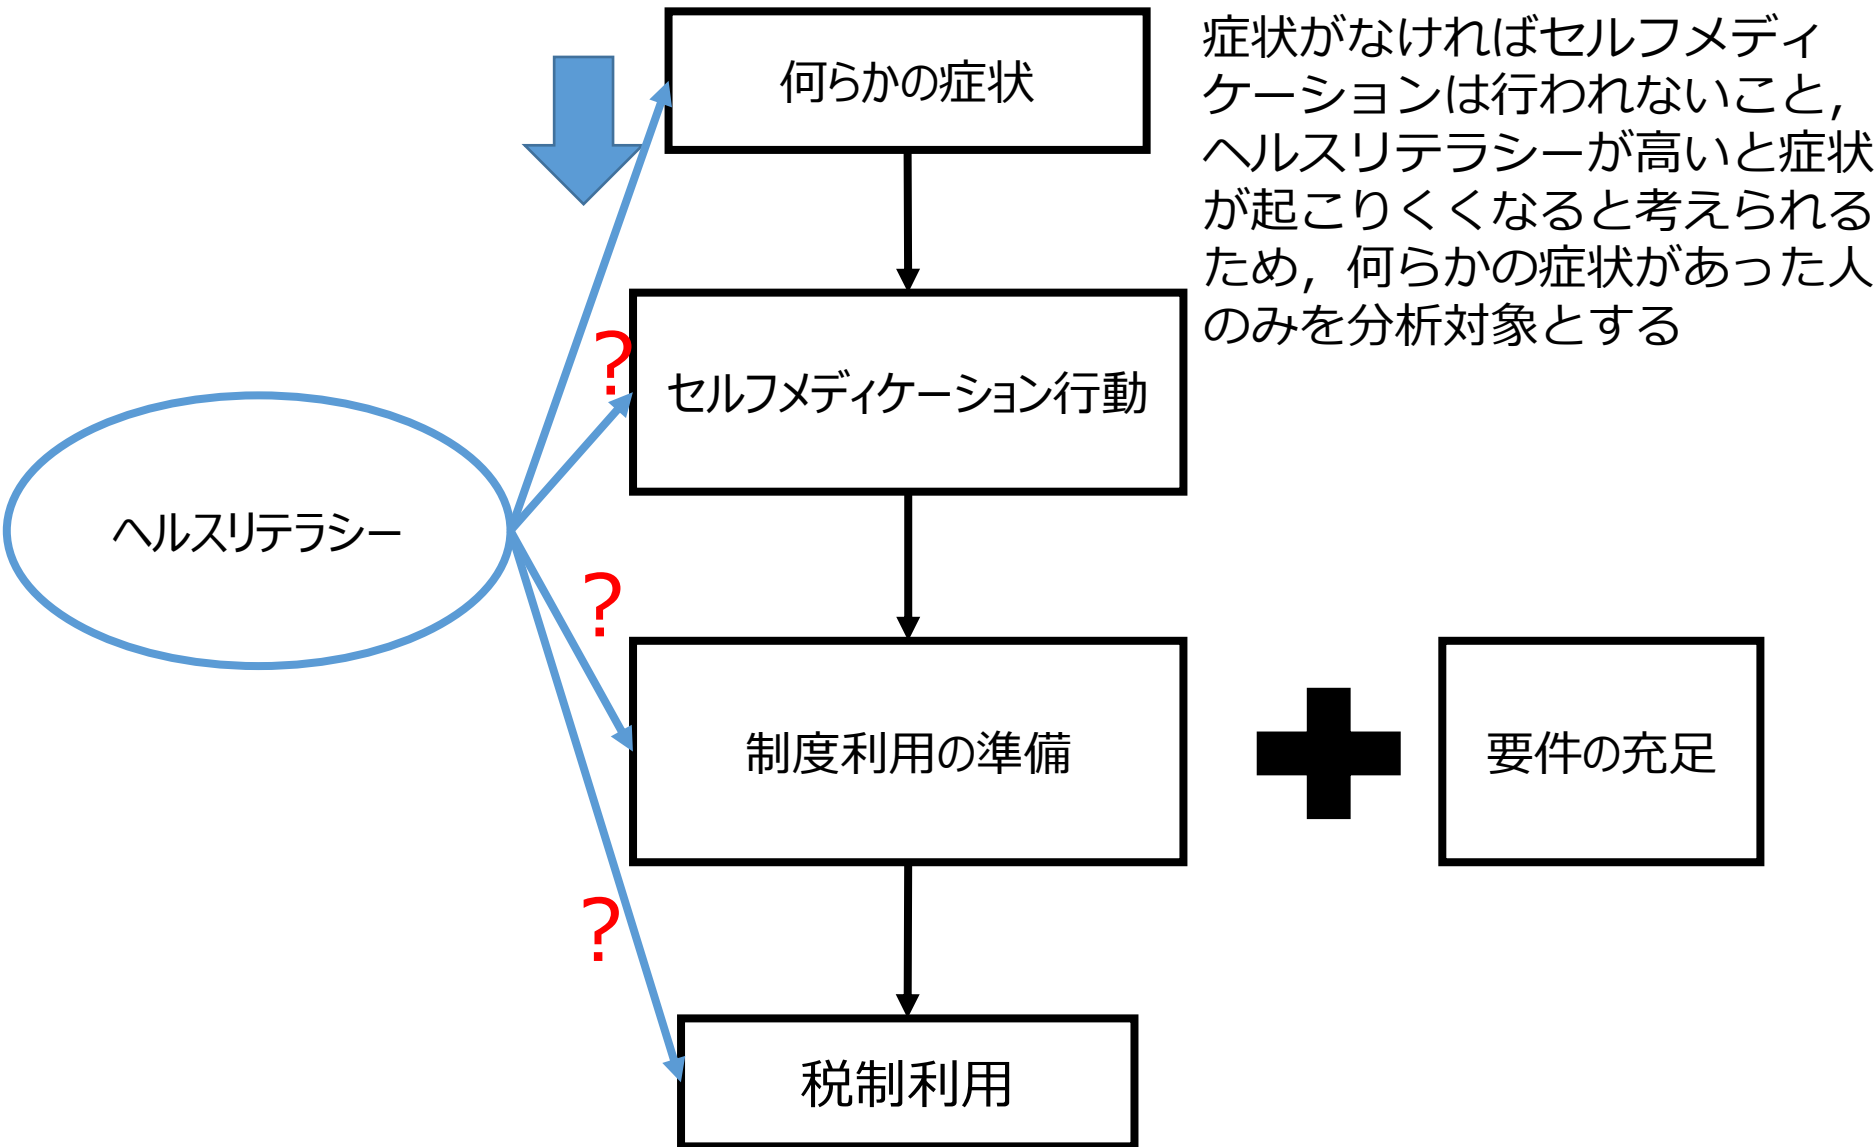 何らかの症状
症状がなければセルフメディ
ケーションは行われないこと，
ヘルスリテラシーが高いと症状
が起こりくくなると考えられる
ため，何らかの症状があった人
のみを分析対象とする
?
セルフメディケーション行動
ヘルスリテラシー
?
制度利用の準備
要件の充足
?
税制利用